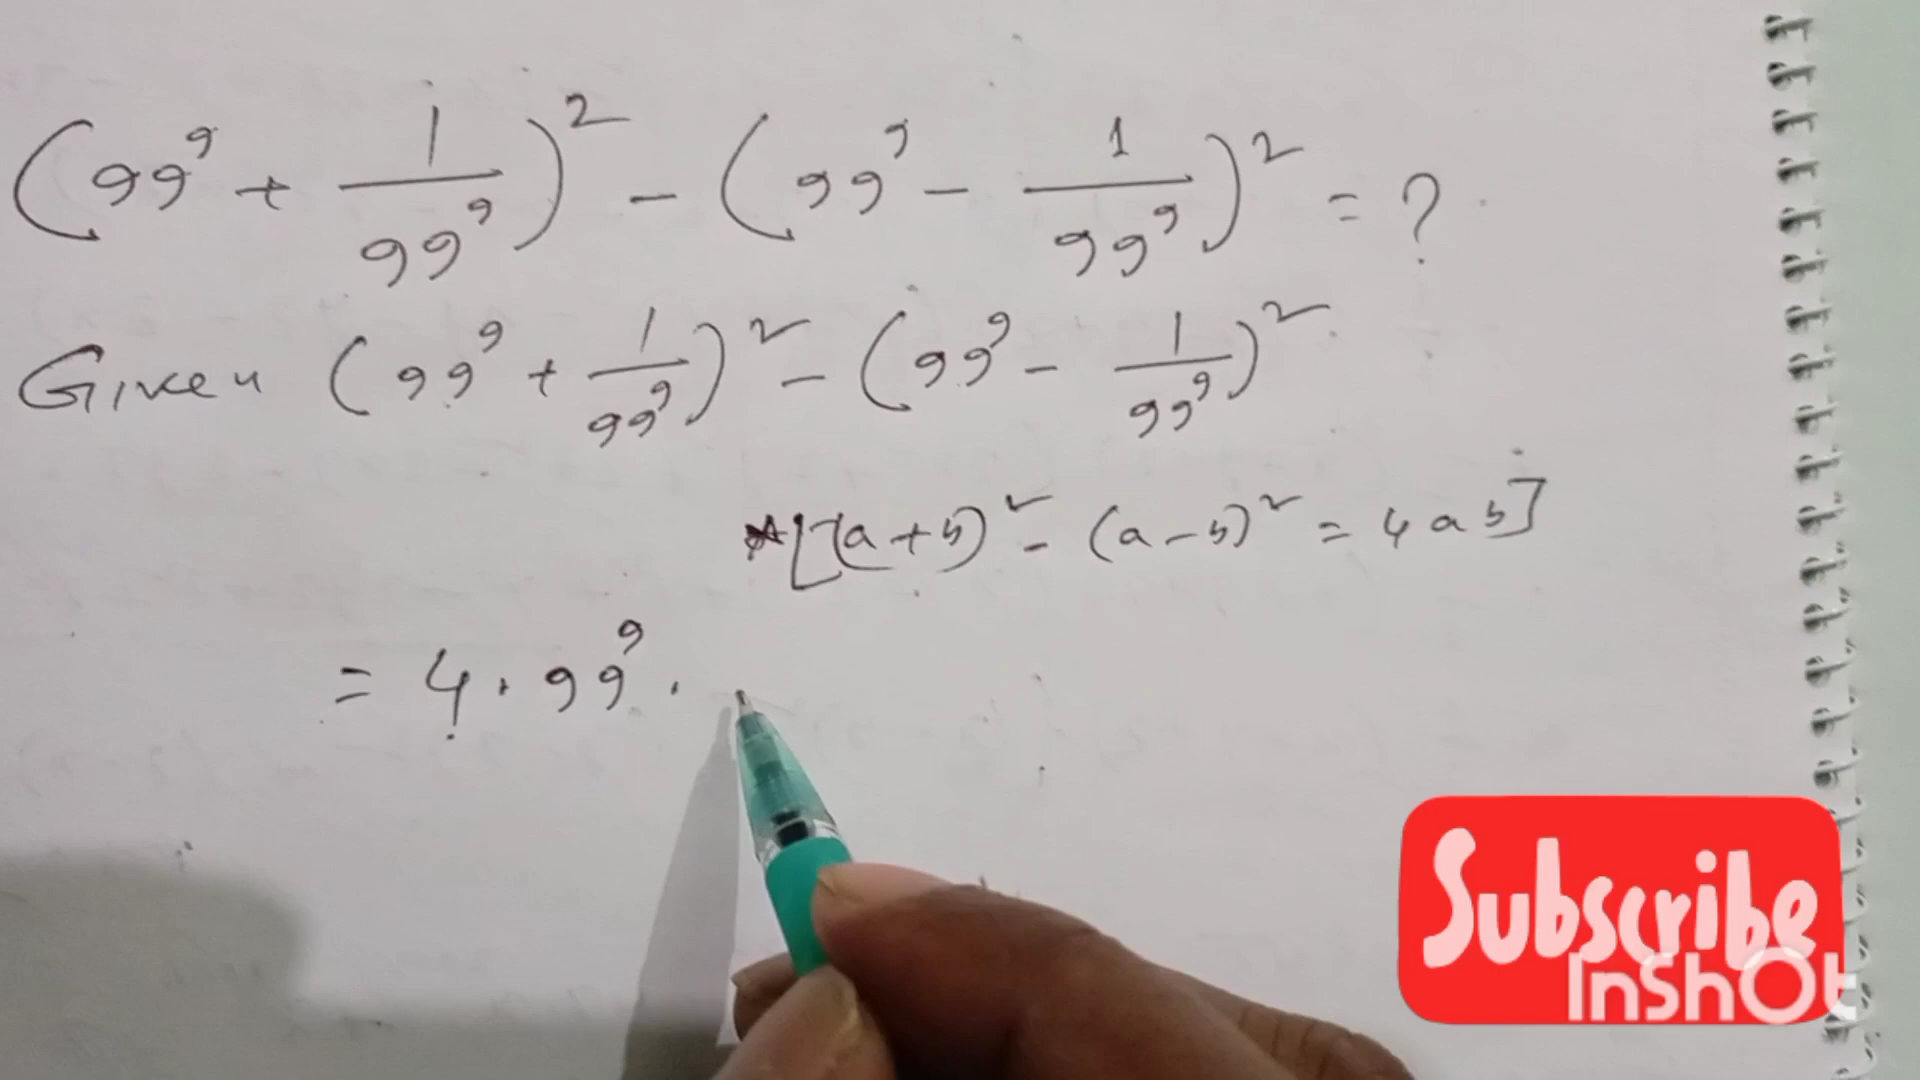 (99⁹ + 1/99⁹)² - (99⁹ - 1/99⁹)² = ?
Given (99⁹ + 1/99⁹)² - (99⁹ - 1/99⁹)²
*[(a+b)² - (a-b)² = 4ab]
= 4 . 99⁹ .
Subscribe
InShOt